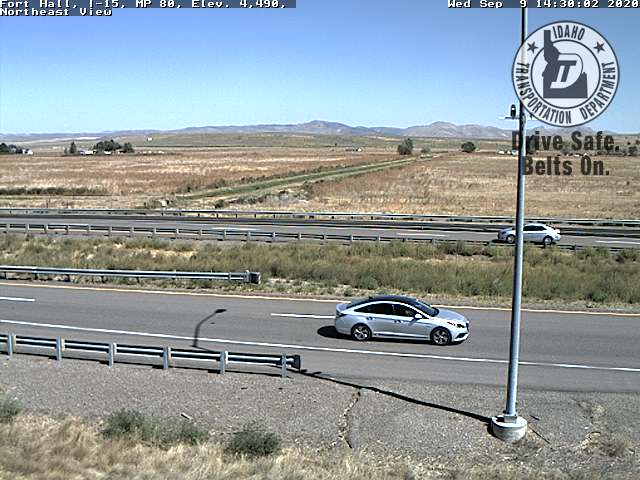 Fort Hall, I-15, MP 80, Elev. 4,490,
Northeast View
Wed Sep  9 14:30:02 2020
IDAHO
TRANSPORTATION DEPARTMENT
Drive Safe.
Belts On.